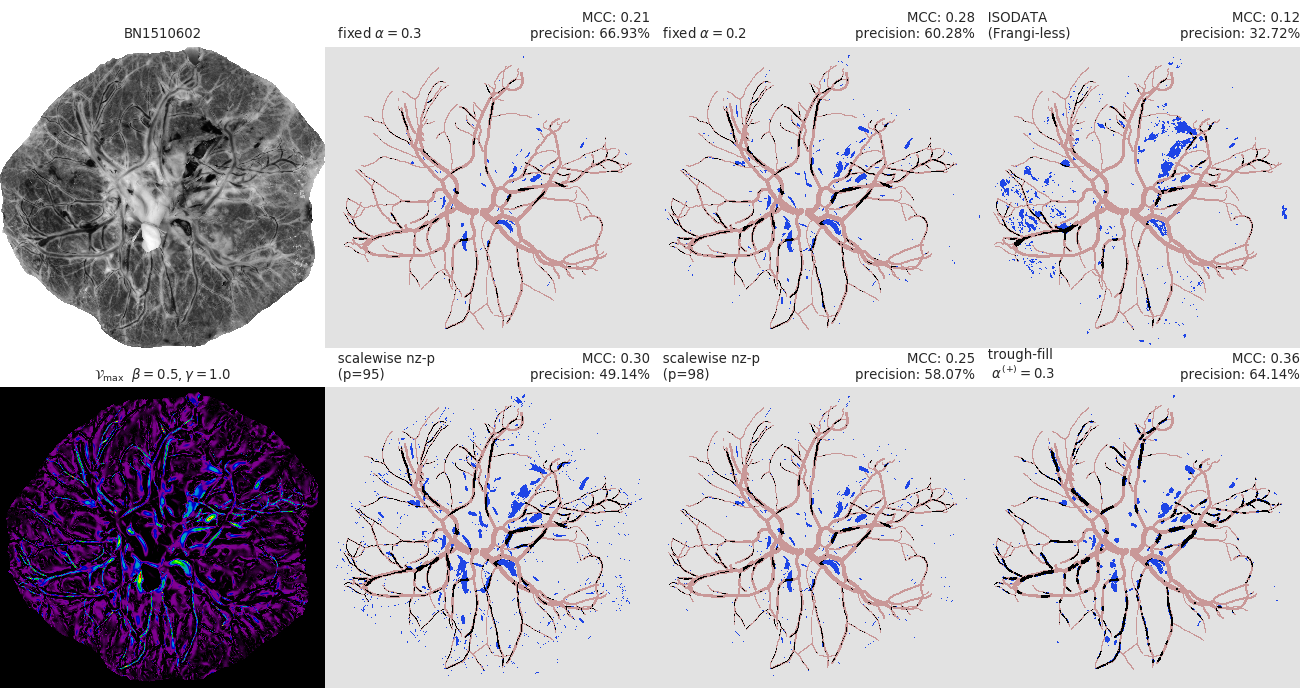 BN1510602
fixed α = 0.3
MCC: 0.21
precision: 66.93%
fixed α = 0.2
MCC: 0.28
precision: 60.28%
ISODATA
(Frangi-less)
MCC: 0.12
precision: 32.72%
𝒱max β = 0.5, γ = 1.0
scalewise nz-p
(p=95)
MCC: 0.30
precision: 49.14%
scalewise nz-p
(p=98)
MCC: 0.25
precision: 58.07%
trough-fill
α(+) = 0.3
MCC: 0.36
precision: 64.14%